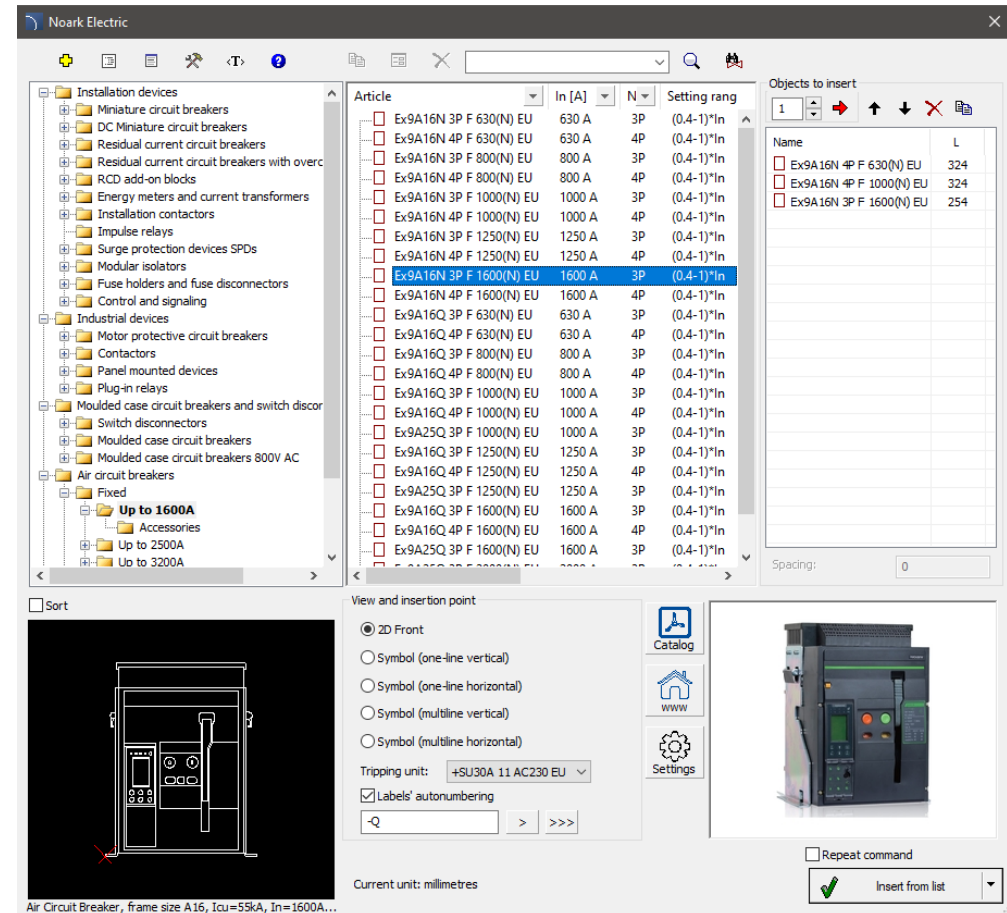 Noark Electric
<T>
Installation devices
Miniature circuit breakers
DC Miniature circuit breakers
Residual current circuit breakers
Residual current circuit breakers with overc
RCD add-on blocks
Energy meters and current transformers
Installation contactors
Impulse relays
Surge protection devices SPDs
Modular isolators
Fuse holders and fuse disconnectors
Control and signaling
Industrial devices
Motor protective circuit breakers
Contactors
Panel mounted devices
Plug-in relays
Moulded case circuit breakers and switch discor
Switch disconnectors
Moulded case circuit breakers
Moulded case circuit breakers 800V AC
Air circuit breakers
Fixed
Up to 1600A
Accessories
Up to 2500A
Up to 3200A
Article In [A] N Setting rang
Ex9A16N 3P F 630(N) EU 630 A 3P (0.4-1)*In
Ex9A16N 4P F 630(N) EU 630 A 4P (0.4-1)*In
Ex9A16N 3P F 800(N) EU 800 A 3P (0.4-1)*In
Ex9A16N 4P F 800(N) EU 800 A 4P (0.4-1)*In
Ex9A16N 3P F 1000(N) EU 1000 A 3P (0.4-1)*In
Ex9A16N 4P F 1000(N) EU 1000 A 4P (0.4-1)*In
Ex9A16N 3P F 1250(N) EU 1250 A 3P (0.4-1)*In
Ex9A16N 4P F 1250(N) EU 1250 A 4P (0.4-1)*In
Ex9A16N 3P F 1600(N) EU 1600 A 3P (0.4-1)*In
Ex9A16N 4P F 1600(N) EU 1600 A 4P (0.4-1)*In
Ex9A16Q 3P F 630(N) EU 630 A 3P (0.4-1)*In
Ex9A16Q 4P F 630(N) EU 630 A 4P (0.4-1)*In
Ex9A16Q 3P F 800(N) EU 800 A 3P (0.4-1)*In
Ex9A16Q 4P F 800(N) EU 800 A 4P (0.4-1)*In
Ex9A16Q 3P F 1000(N) EU 1000 A 3P (0.4-1)*In
Ex9A16Q 4P F 1000(N) EU 1000 A 4P (0.4-1)*In
Ex9A25Q 3P F 1000(N) EU 1000 A 3P (0.4-1)*In
Ex9A16Q 3P F 1250(N) EU 1250 A 3P (0.4-1)*In
Ex9A16Q 4P F 1250(N) EU 1250 A 4P (0.4-1)*In
Ex9A25Q 3P F 1250(N) EU 1250 A 3P (0.4-1)*In
Ex9A16Q 3P F 1600(N) EU 1600 A 3P (0.4-1)*In
Ex9A16Q 4P F 1600(N) EU 1600 A 4P (0.4-1)*In
Ex9A25Q 3P F 1600(N) EU 1600 A 3P (0.4-1)*In
Objects to insert
1
Name L
Ex9A16N 4P F 630(N) EU 324
Ex9A16N 4P F 1000(N) EU 324
Ex9A16N 3P F 1600(N) EU 254
Spacing: 0
Sort
Air Circuit Breaker, frame size A16, Icu=55kA, In=1600A...
View and insertion point
2D Front
Symbol (one-line vertical)
Symbol (one-line horizontal)
Symbol (multiline vertical)
Symbol (multiline horizontal)
Tripping unit: +SU30A 11 AC230 EU
Labels' autonumbering
-Q > >>>
Current unit: millimetres
Catalog
www
Settings
Repeat command
Insert from list